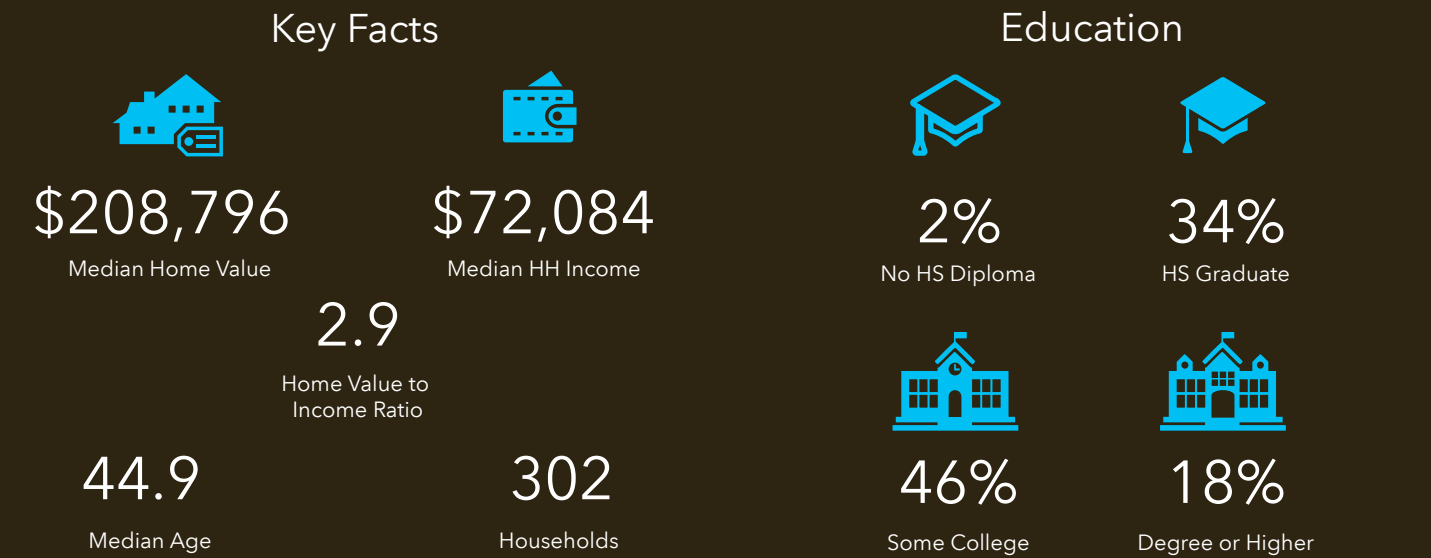 Key Facts
$208,796
Median Home Value
$72,084
Median HH Income
2.9
Home Value to
Income Ratio
44.9
Median Age
302
Households
Education
2%
No HS Diploma
34%
HS Graduate
46%
Some College
18%
Degree or Higher